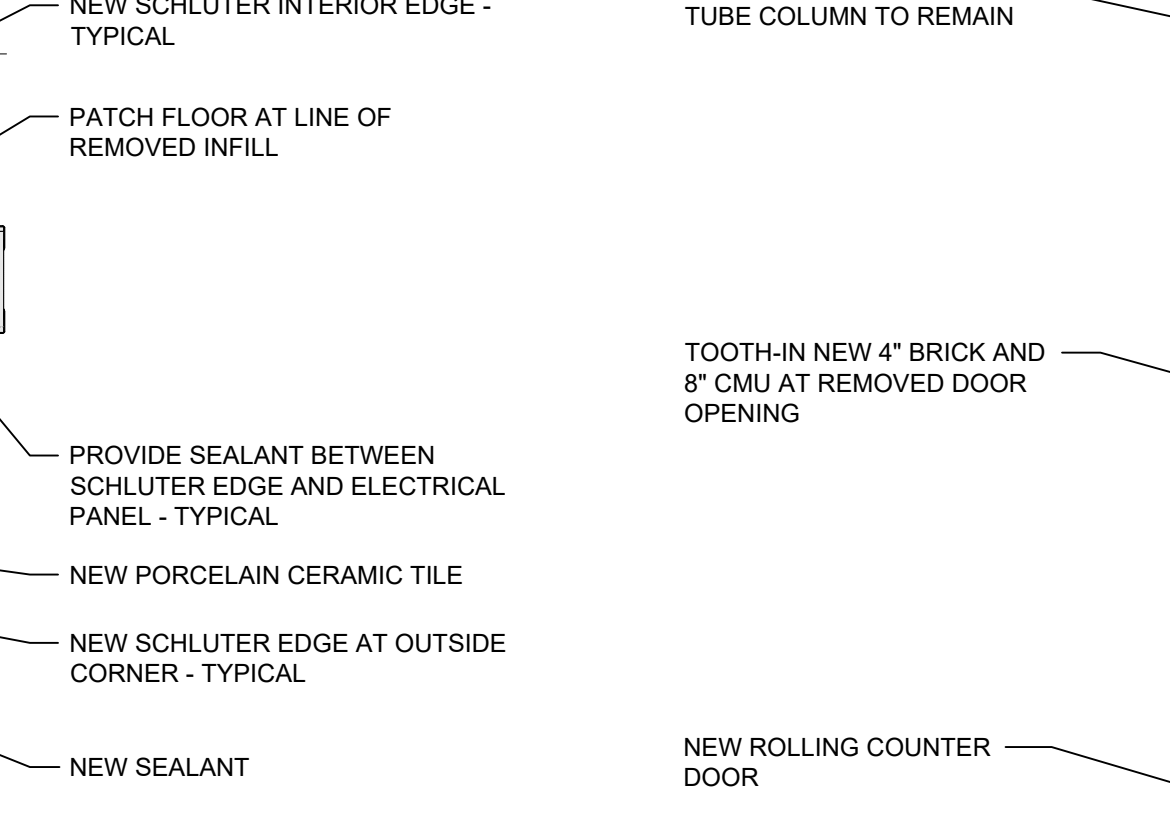 NEW SCHLUTER INTERIOR EDGE -
TYPICAL
PATCH FLOOR AT LINE OF
REMOVED INFILL
PROVIDE SEALANT BETWEEN
SCHLUTER EDGE AND ELECTRICAL
PANEL - TYPICAL
NEW PORCELAIN CERAMIC TILE
NEW SCHLUTER EDGE AT OUTSIDE
CORNER - TYPICAL
NEW SEALANT
TUBE COLUMN TO REMAIN
TOOTH-IN NEW 4" BRICK AND
8" CMU AT REMOVED DOOR
OPENING
NEW ROLLING COUNTER
DOOR